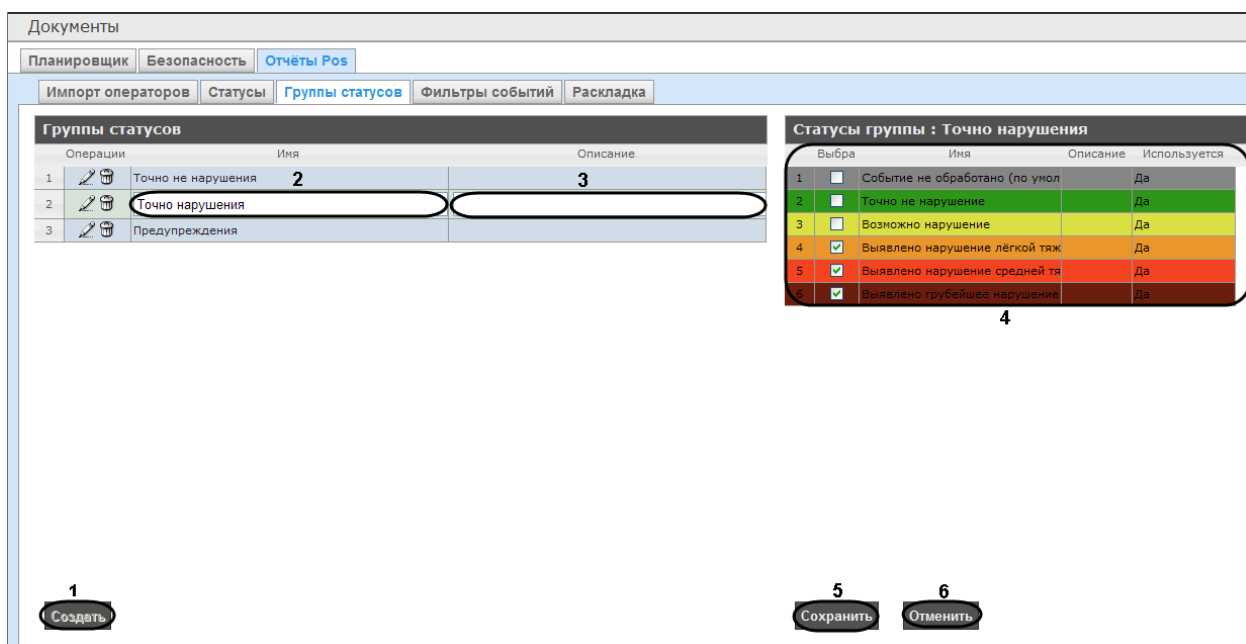 Документы
Планировщик Безопасность Отчёты Pos
Импорт операторов Статусы Группы статусов Фильтры событий Раскладка
Группы статусов
Операции Имя Описание
1 Точно не нарушения 2 3
2 Точно нарушения
3 Предупреждения
Статусы группы : Точно нарушения
Выбра Имя Описание Используется
1 Событие не обработано (по умол Да
2 Точно не нарушение Да
3 Возможно нарушение Да
4 Выявлено нарушение лёгкой тяж Да
5 Выявлено нарушение средней тя Да
6 Выявлено грубейшее нарушение Да
4
1 5 6
Создать Сохранить Отменить